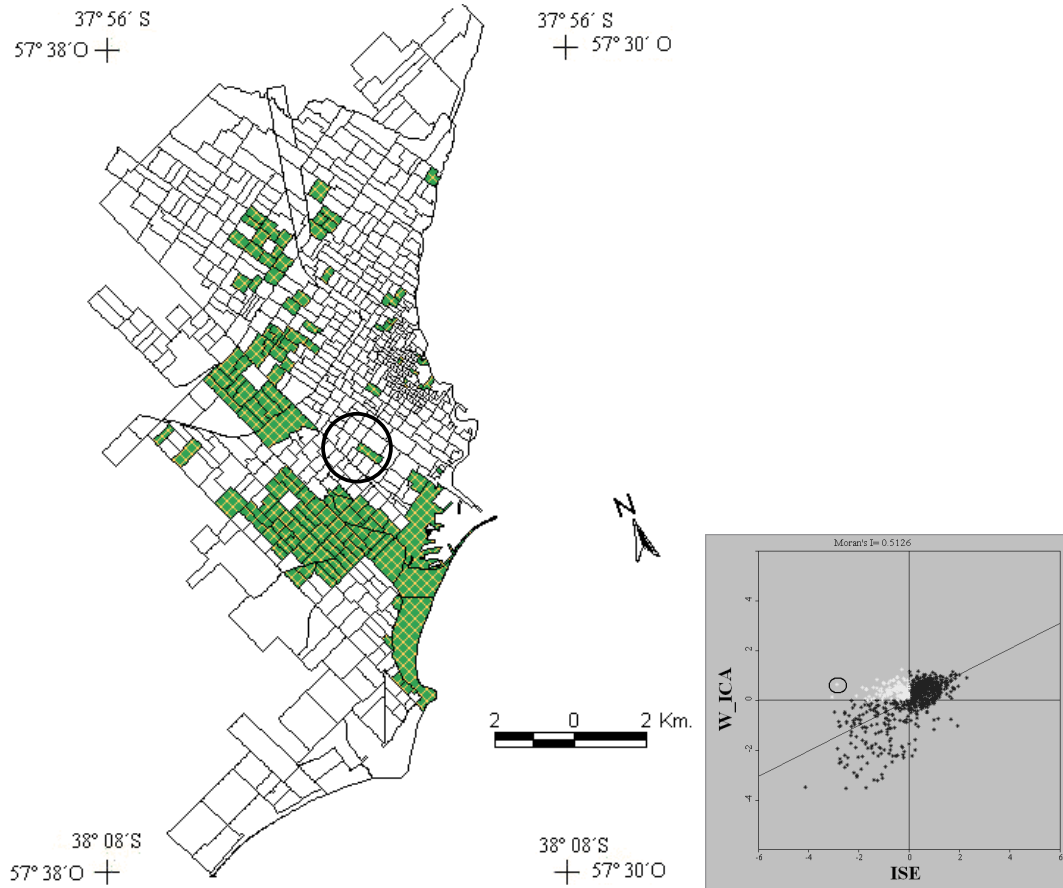 37° 56´ S
57° 38´O
37° 56´ S
57° 30´ O
N
2 0 2 Km.
38° 08´S
57° 38´O
38° 08´S
57° 30´O
Moran's I= 0.5126
W_ICA
4
2
0
-2
-4
-6 -4 -2 0 2 4 6
ISE